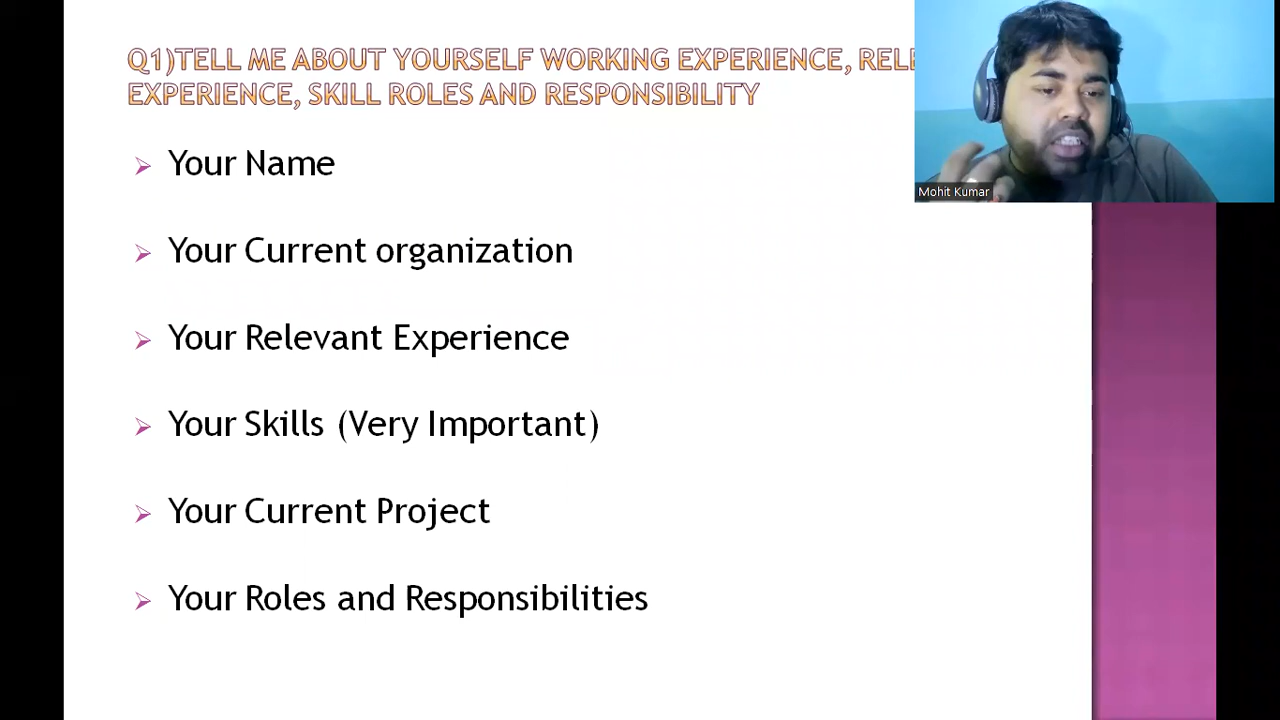 Q1)TELL ME ABOUT YOURSELF WORKING EXPERIENCE,
EXPERIENCE, SKILL ROLES AND RESPONSIBILITY
Your Name
Your Current organization
Your Relevant Experience
Your Skills (Very Important)
Your Current Project
Your Roles and Responsibilities
Mohit Kumar